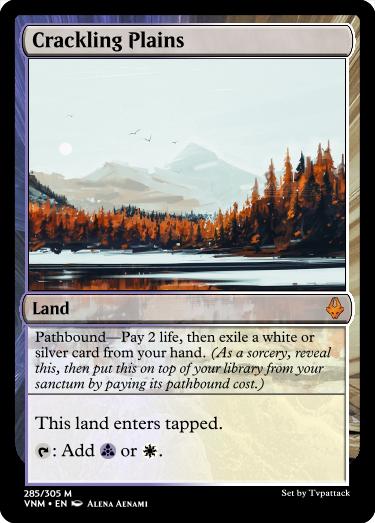 Crackling Plains
Land
Pathbound—Pay 2 life, then exile a white or
silver card from your hand. (As a sorcery, reveal
this, then put this on top of your library from your
sanctum by paying its pathbound cost.)
This land enters tapped.
: Add or .
285/305 M
Set by Tvpattack
VNM • EN Alena Aenami